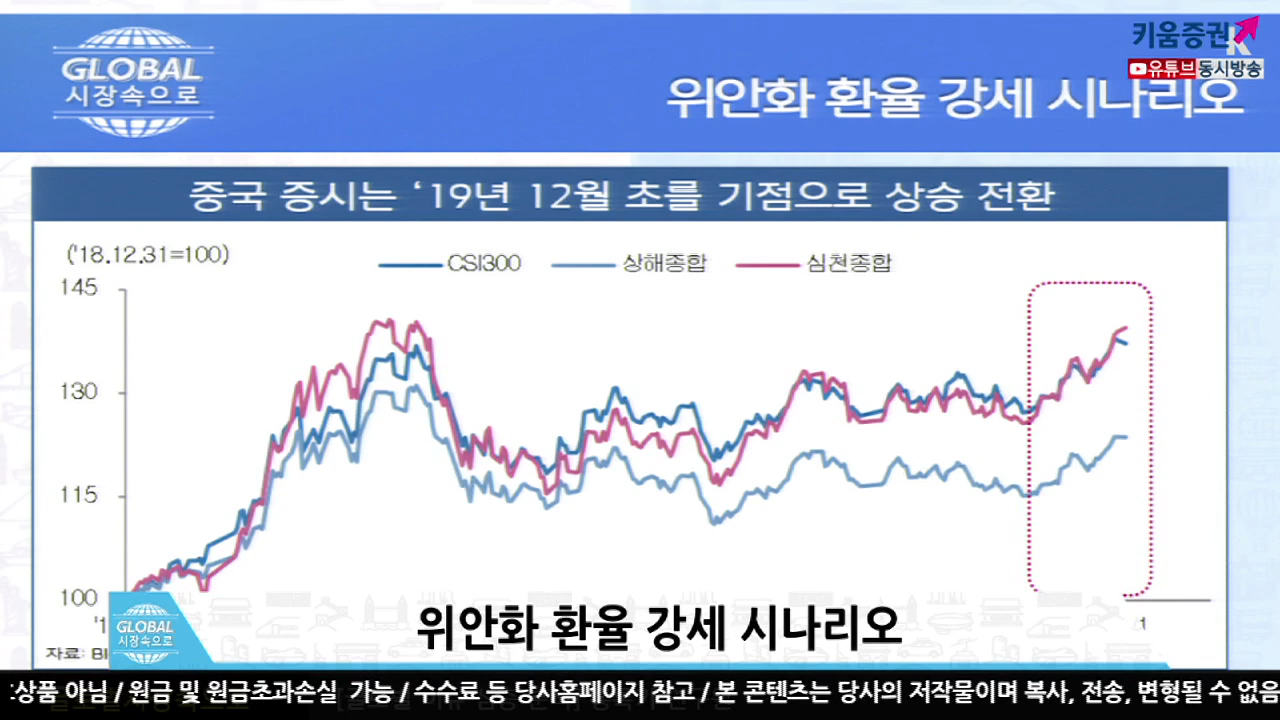 GLOBAL
시장속으로
키움증권
유튜브 동시방송
위안화 환율 강세 시나리오
중국 증시는 ‘19년 12월 초를 기점으로 상승 전환
('18.12.31=100)
CSI300 상해종합 심천종합
145
130
115
100
GLOBAL
시장속으로
위안화 환율 강세 시나리오
자료:
상품 아님 / 원금 및 원금초과손실 가능 / 수수료 등 당사홈페이지 참고 / 본 콘텐츠는 당사의 저작물이며 복사, 전송, 변형될 수 없음